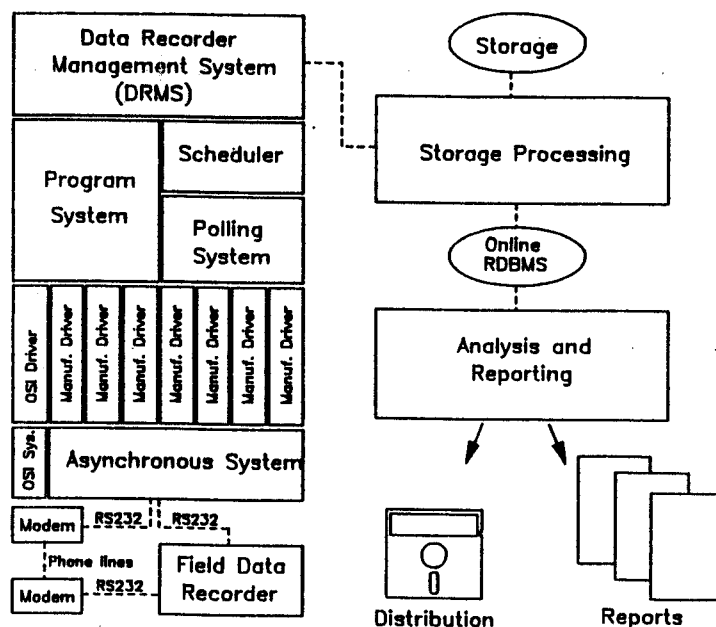 Data Recorder
Management System
(DRMS)
Program
System
Scheduler
Polling
System
OSI Driver
Manuf. Driver
Manuf. Driver
Manuf. Driver
Manuf. Driver
Manuf. Driver
Manuf. Driver
Manuf. Driver
OSI Sys.
Asynchronous System
Modem
RS232
RS232
Phone lines
Modem
RS232
Field Data
Recorder
Storage
Storage Processing
Online
RDBMS
Analysis and
Reporting
Distribution
Reports